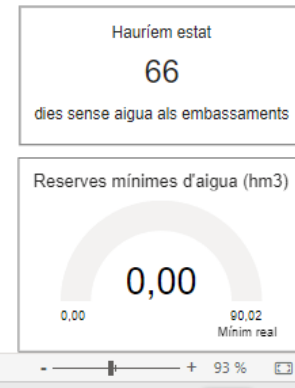 Hauríem estat
66
dies sense aigua als embassaments
Reserves mínimes d'aigua (hm3)
0,00
0,00
90,02
Mínim real
- + 93 %